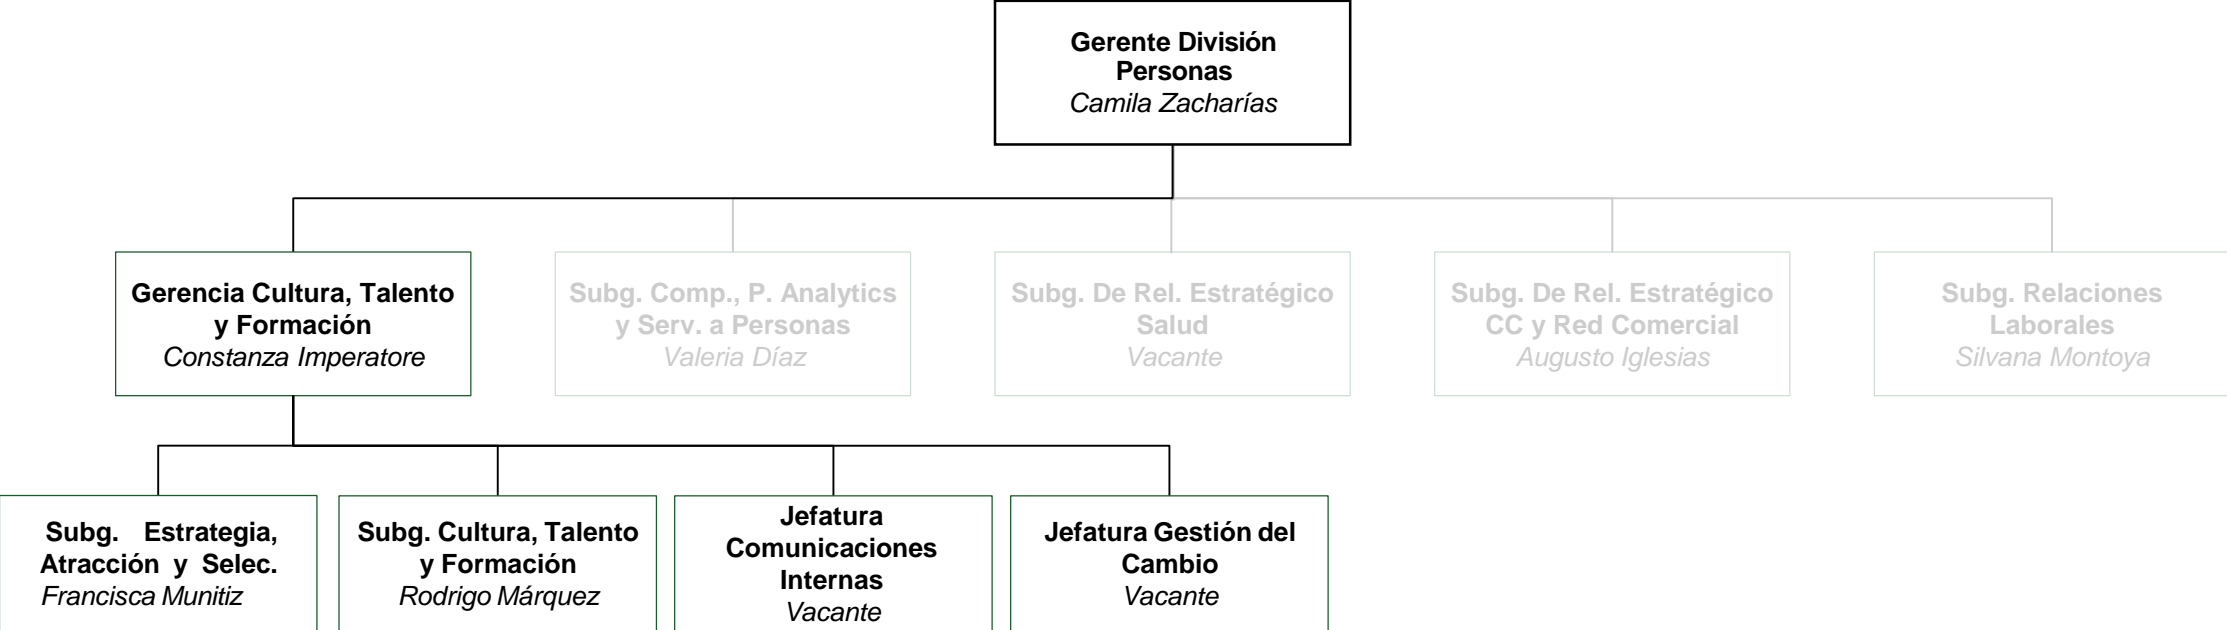 Gerente División
Personas
Camila Zacharías
Gerencia Cultura, Talento
y Formación
Constanza Imperatore
Subg. Comp., P. Analytics
y Serv. a Personas
Valeria Díaz
Subg. De Rel. Estratégico
Salud
Vacante
Subg. De Rel. Estratégico
CC y Red Comercial
Augusto Iglesias
Subg. Relaciones
Laborales
Silvana Montoya
Subg. Estrategia,
Atracción y Selec.
Francisca Munitiz
Subg. Cultura, Talento
y Formación
Rodrigo Márquez
Jefatura
Comunicaciones
Internas
Vacante
Jefatura Gestión del
Cambio
Vacante